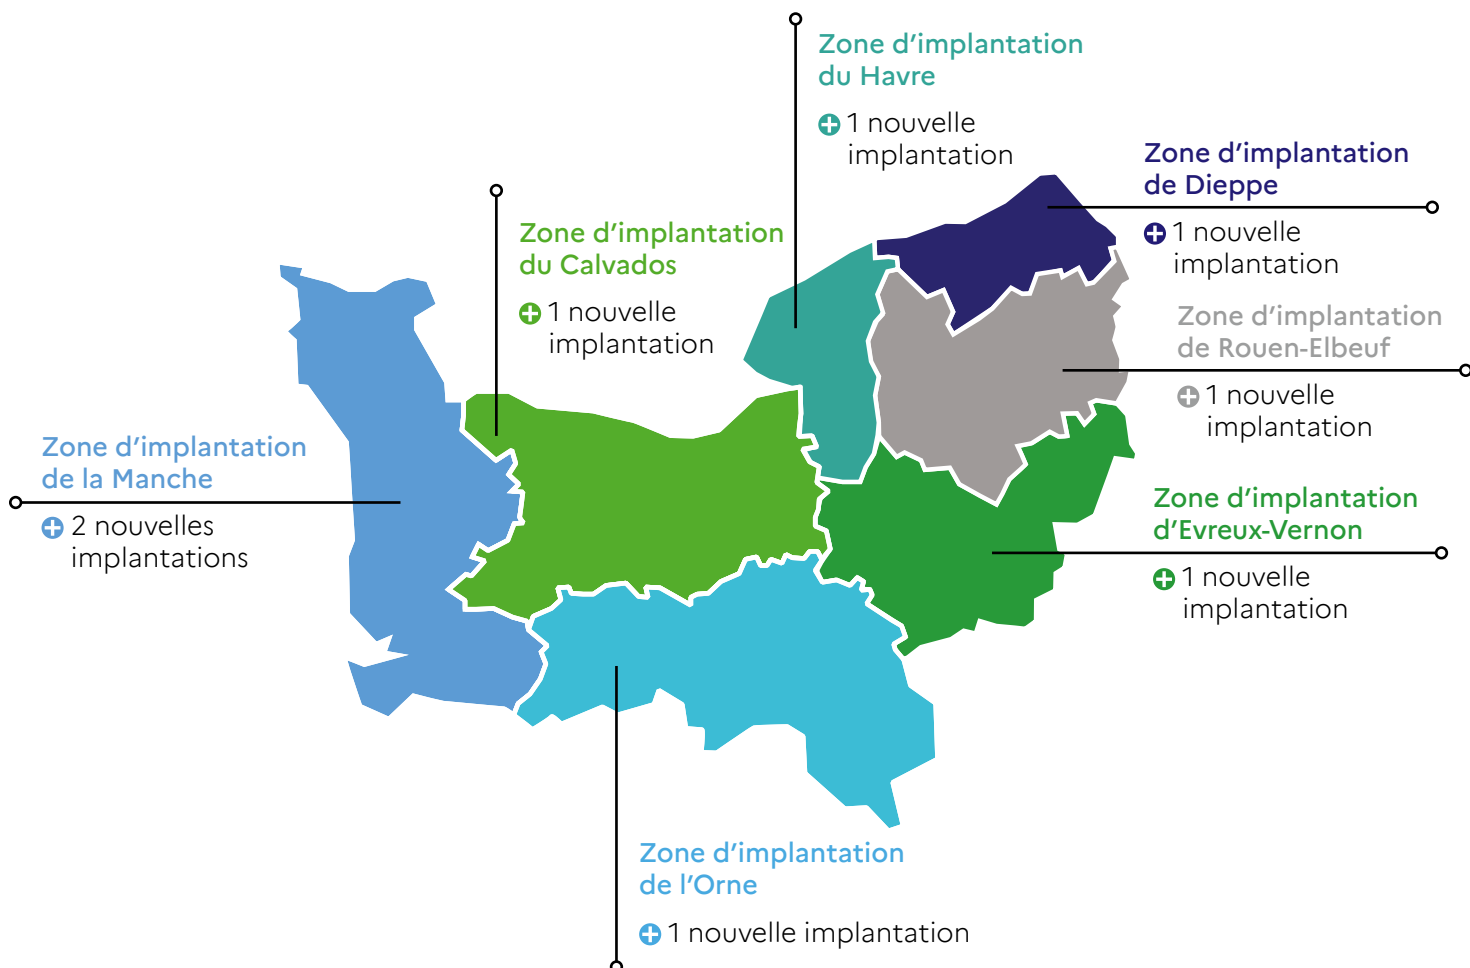 Zone d’implantation
du Havre
1 nouvelle
implantation
Zone d’implantation
de Dieppe
1 nouvelle
implantation
Zone d’implantation
du Calvados
1 nouvelle
implantation
Zone d’implantation
de Rouen-Elbeuf
1 nouvelle
implantation
Zone d’implantation
de la Manche
2 nouvelles
implantations
Zone d’implantation
d’Evreux-Vernon
1 nouvelle
implantation
Zone d’implantation
de l’Orne
1 nouvelle implantation